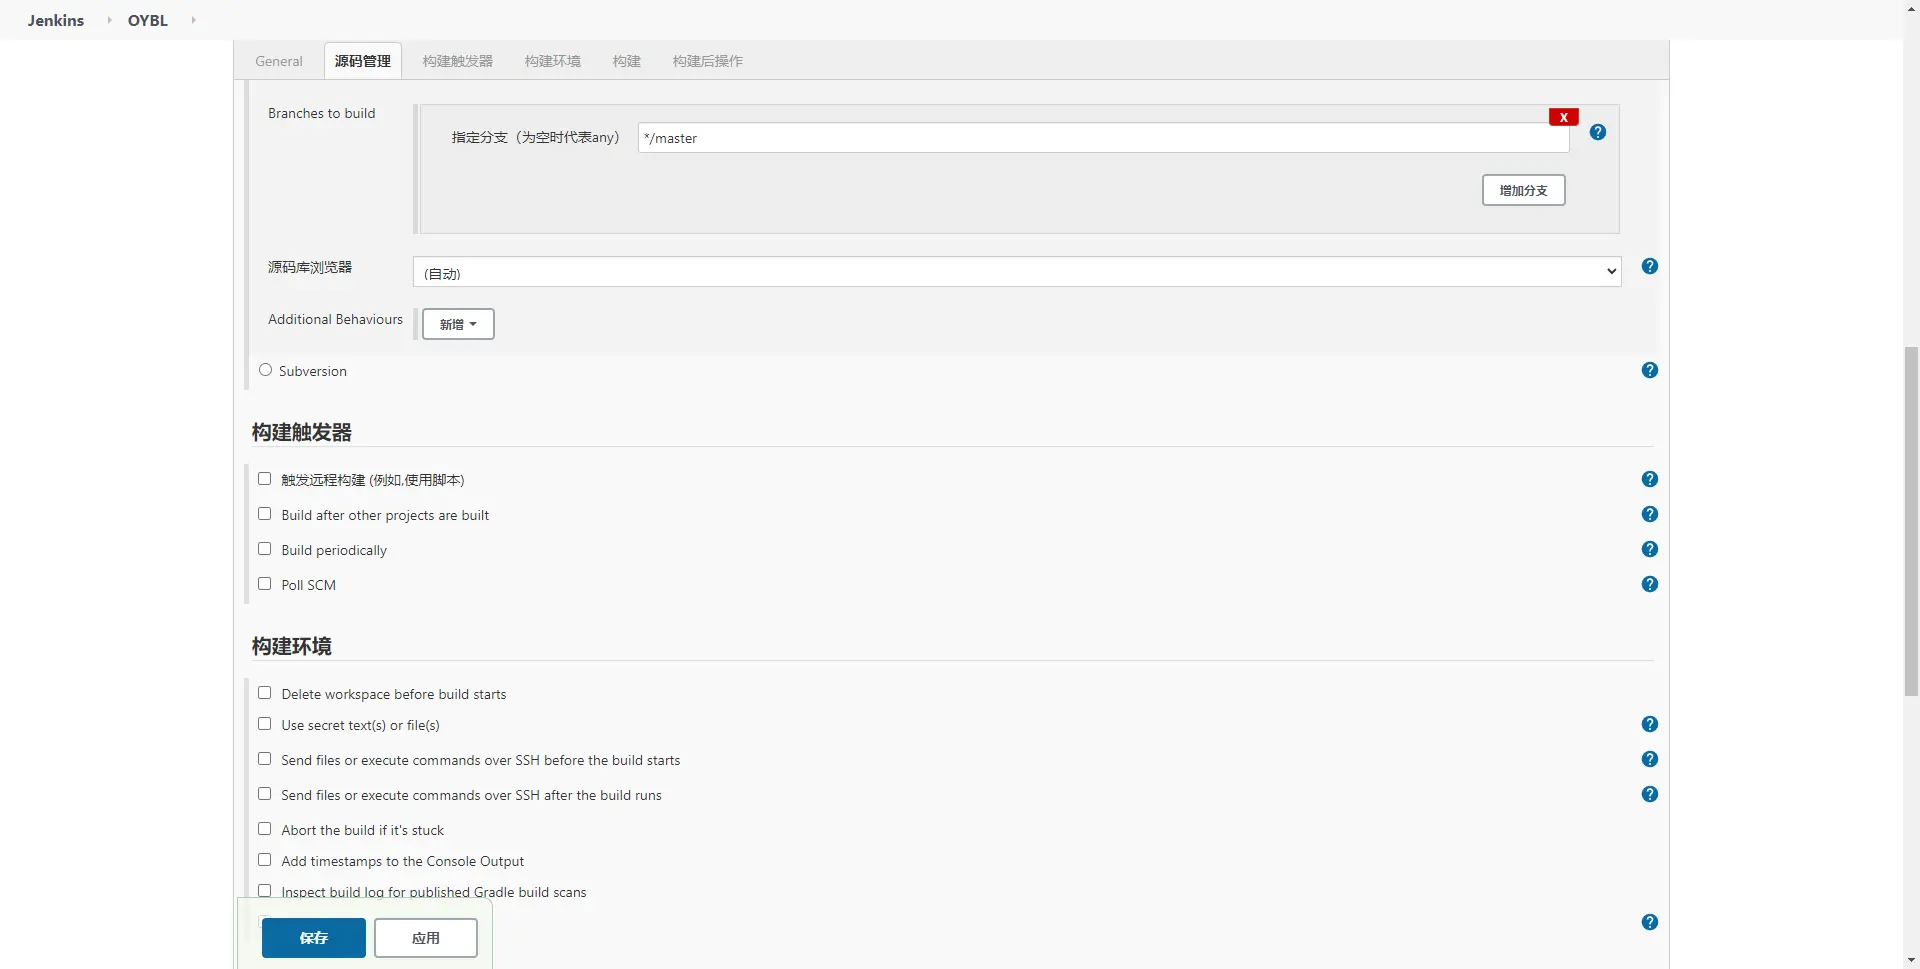 Jenkins OYBL
General 源码管理 构建触发器 构建环境 构建 构建后操作
Branches to build
X
指定分支（为空时代表any） */master
增加分支
源码库浏览器 (自动)
Additional Behaviours 新增
Subversion
构建触发器
触发远程构建 (例如,使用脚本)
Build after other projects are built
Build periodically
Poll SCM
构建环境
Delete workspace before build starts
Use secret text(s) or file(s)
Send files or execute commands over SSH before the build starts
Send files or execute commands over SSH after the build runs
Abort the build if it's stuck
Add timestamps to the Console Output
Inspect build log for published Gradle build scans
保存 应用